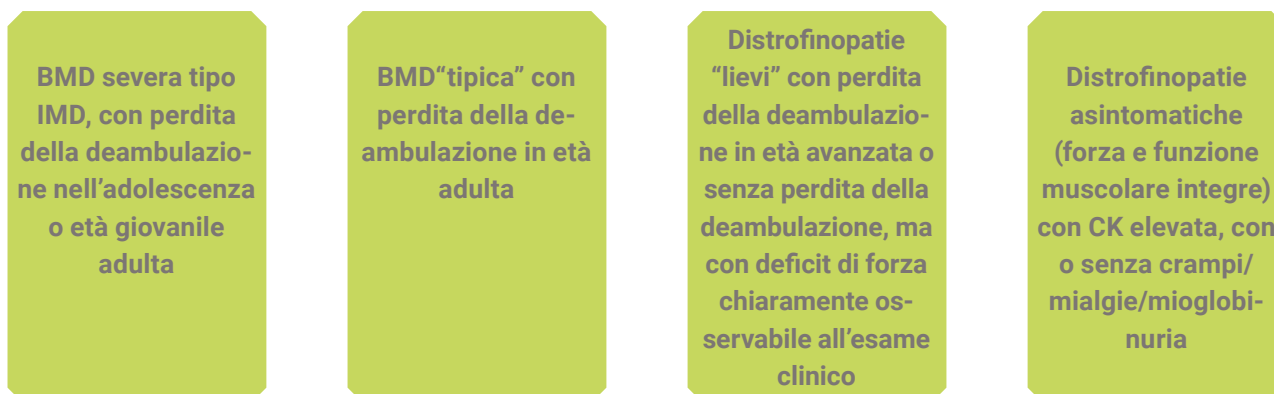 BMD severa tipo
IMD, con perdita
della deambulazio-
ne nell’adolescenza
o età giovanile
adulta
BMD“tipica” con
perdita della de-
ambulazione in età
adulta
Distrofinopatie
“lievi” con perdita
della deambulazio-
ne in età avanzata o
senza perdita della
deambulazione, ma
con deficit di forza
chiaramente os-
servabile all’esame
clinico
Distrofinopatie
asintomatiche
(forza e funzione
muscolare integre)
con CK elevata, con
o senza crampi/
mialgie/mioglobi-
nuria